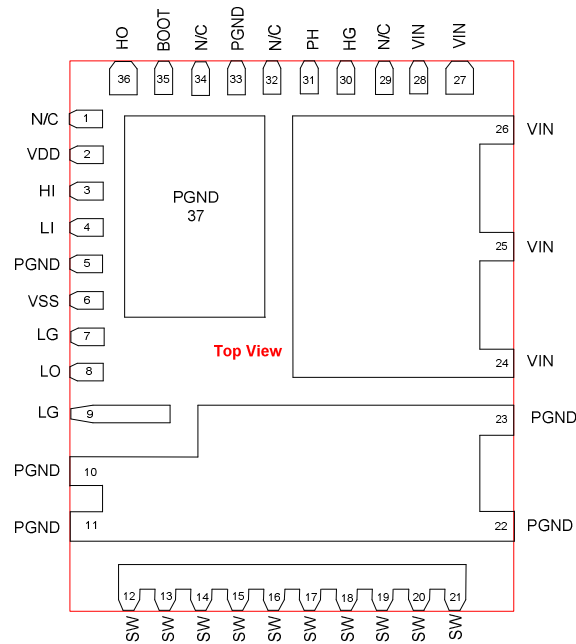 HO BOOT N/C PGND N/C PH HG N/C VIN VIN
36 35 34 33 32 31 30 29 28 27
N/C 1
VDD 2
HI 3
LI 4
PGND 5
VSS 6
LG 7
LO 8
LG 9
PGND 10
PGND 11
PGND
37
Top View
26 VIN
25 VIN
24 VIN
23 PGND
22 PGND
12 13 14 15 16 17 18 19 20 21
SW SW SW SW SW SW SW SW SW SW